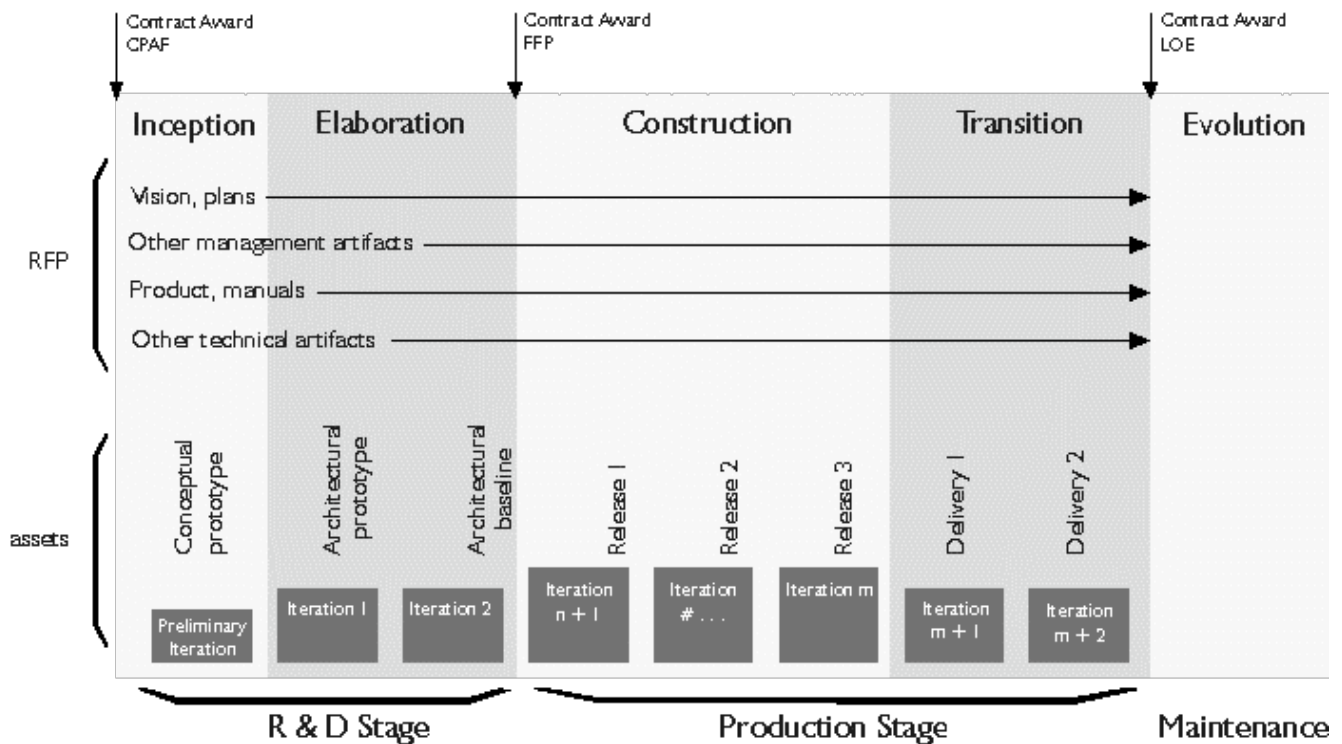 Contract Award
CPAF
Contract Award
FFP
Contract Award
LOE
Inception
Elaboration
Construction
Transition
Evolution
RFP
Vision, plans
Other management artifacts
Product, manuals
Other technical artifacts
assets
Conceptual
prototype
Architectural
prototype
Architectural
baseline
Release 1
Release 2
Release 3
Delivery 1
Delivery 2
Preliminary
Iteration
Iteration 1
Iteration 2
Iteration
n + 1
Iteration
# . . .
Iteration m
Iteration
m + 1
Iteration
m + 2
R & D Stage
Production Stage
Maintenance